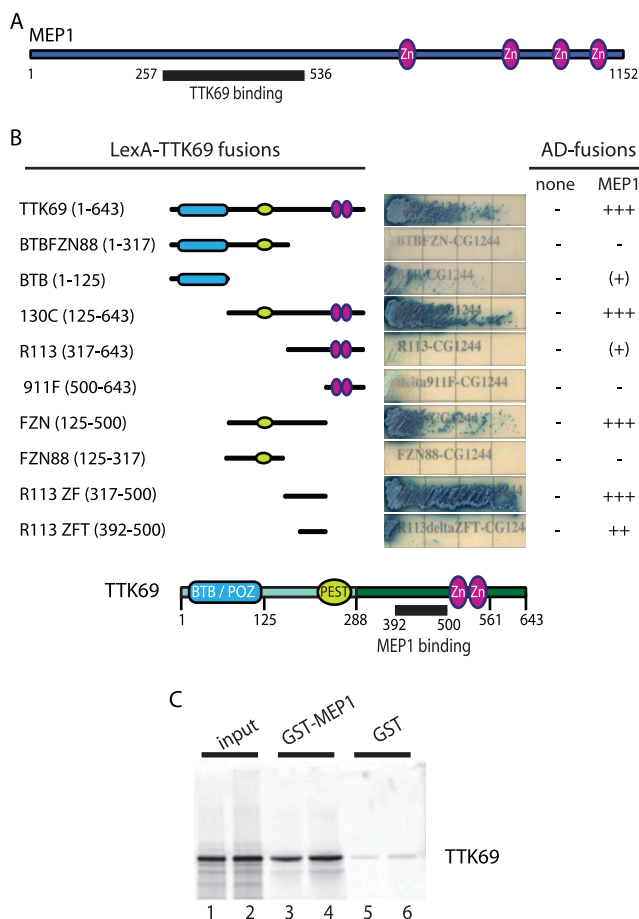 A
MEP1
Zn Zn Zn Zn
1 257 536 1152
TTK69 binding
B
LexA-TTK69 fusions AD-fusions
none MEP1
TTK69 (1-643) - +++
BTBFZN88 (1-317) BTBFZN-CG1244 - -
BTB (1-125) -CG1244 - (+)
130C (125-643) 1244 - +++
R113 (317-643) R113-CG1244 - (+)
911F (500-643) delta911F-CG1244 - -
FZN (125-500) CG1244 - +++
FZN88 (125-317) FZN88-CG1244 - -
R113 ZF (317-500) 44 - +++
R113 ZFT (392-500) R113deltaZFT-CG124 - ++
TTK69 BTB / POZ PEST Zn Zn
1 125 288 392 500 561 643
MEP1 binding
C
input GST-MEP1 GST
TTK69
1 2 3 4 5 6